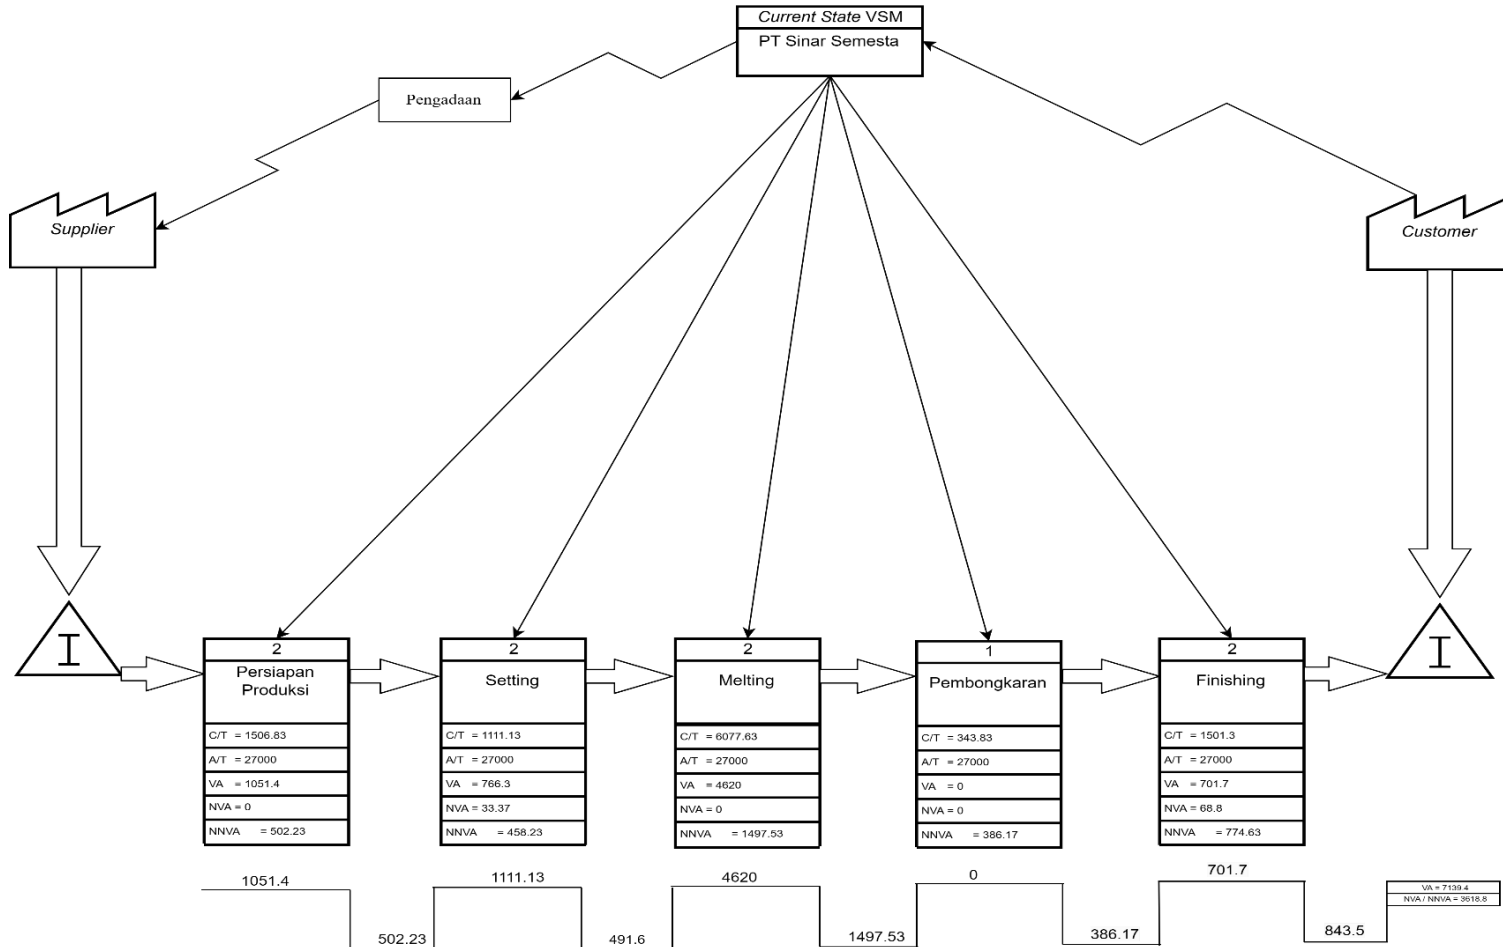 Current State VSM
PT Sinar Semesta
Pengadaan
Supplier
Customer
I
2
Persiapan
Produksi
C/T = 1506.83
A/T = 27000
VA = 1051.4
NVA = 0
NNVA = 502.23
2
Setting
C/T = 1111.13
A/T = 27000
VA = 766.3
NVA = 33.37
NNVA = 458.23
2
Melting
C/T = 6077.63
A/T = 27000
VA = 4620
NVA = 0
NNVA = 1497.53
1
Pembongkaran
C/T = 343.83
A/T = 27000
VA = 0
NVA = 0
NNVA = 386.17
2
Finishing
C/T = 1501.3
A/T = 27000
VA = 701.7
NVA = 68.8
NNVA = 774.63
I
1051.4
502.23
1111.13
491.6
4620
1497.53
0
386.17
701.7
843.5
VA = 7139.4
NVA / NNVA = 3618.8